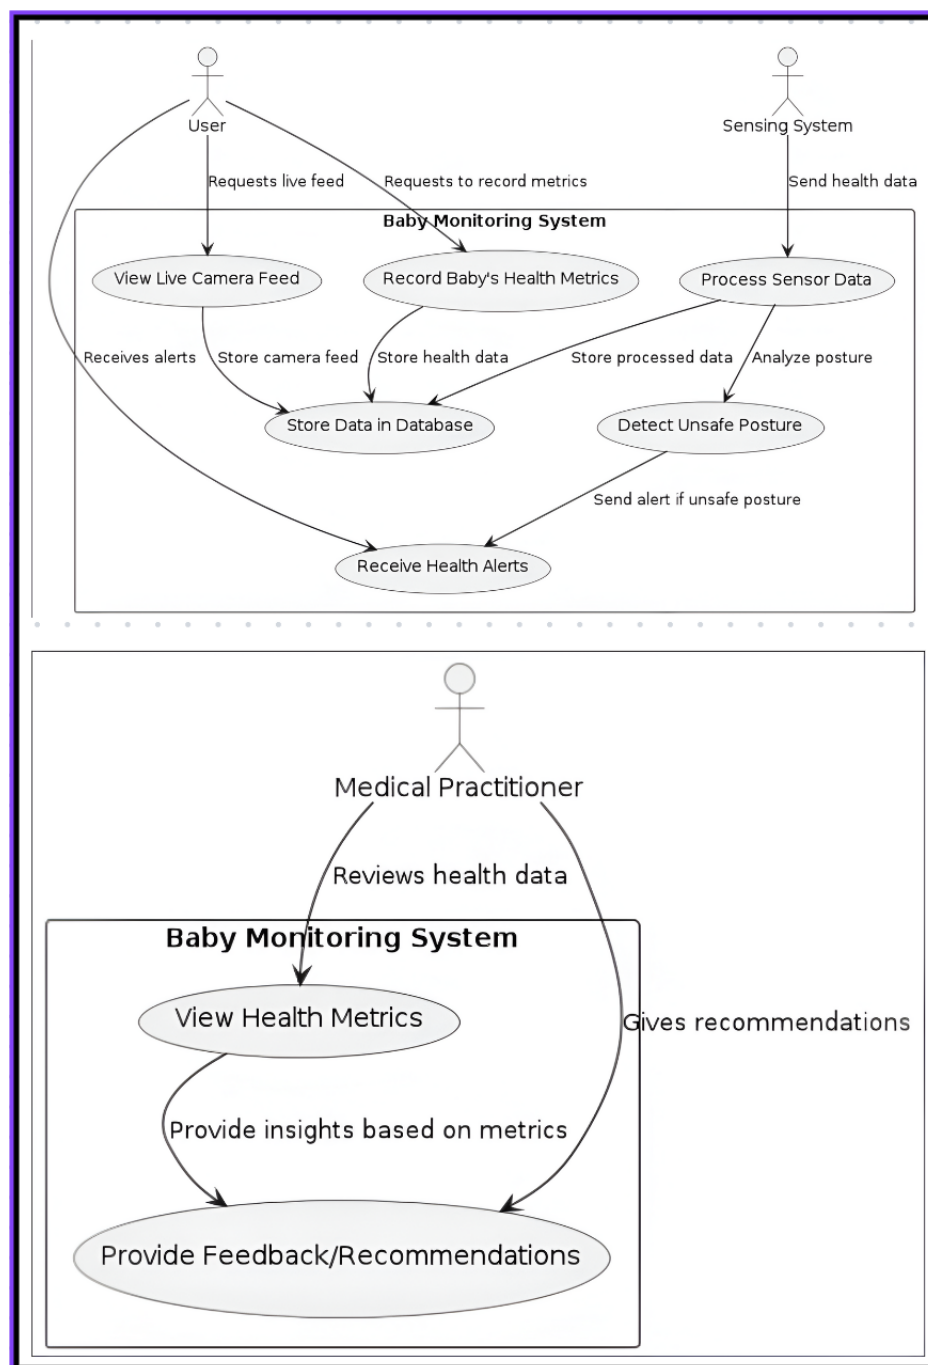 User
Sensing System
Requests live feed
Requests to record metrics
Send health data
Baby Monitoring System
View Live Camera Feed
Record Baby's Health Metrics
Process Sensor Data
Receives alerts
Store camera feed
Store health data
Store processed data
Analyze posture
Store Data in Database
Detect Unsafe Posture
Send alert if unsafe posture
Receive Health Alerts
Medical Practitioner
Reviews health data
Baby Monitoring System
View Health Metrics
Gives recommendations
Provide insights based on metrics
Provide Feedback/Recommendations